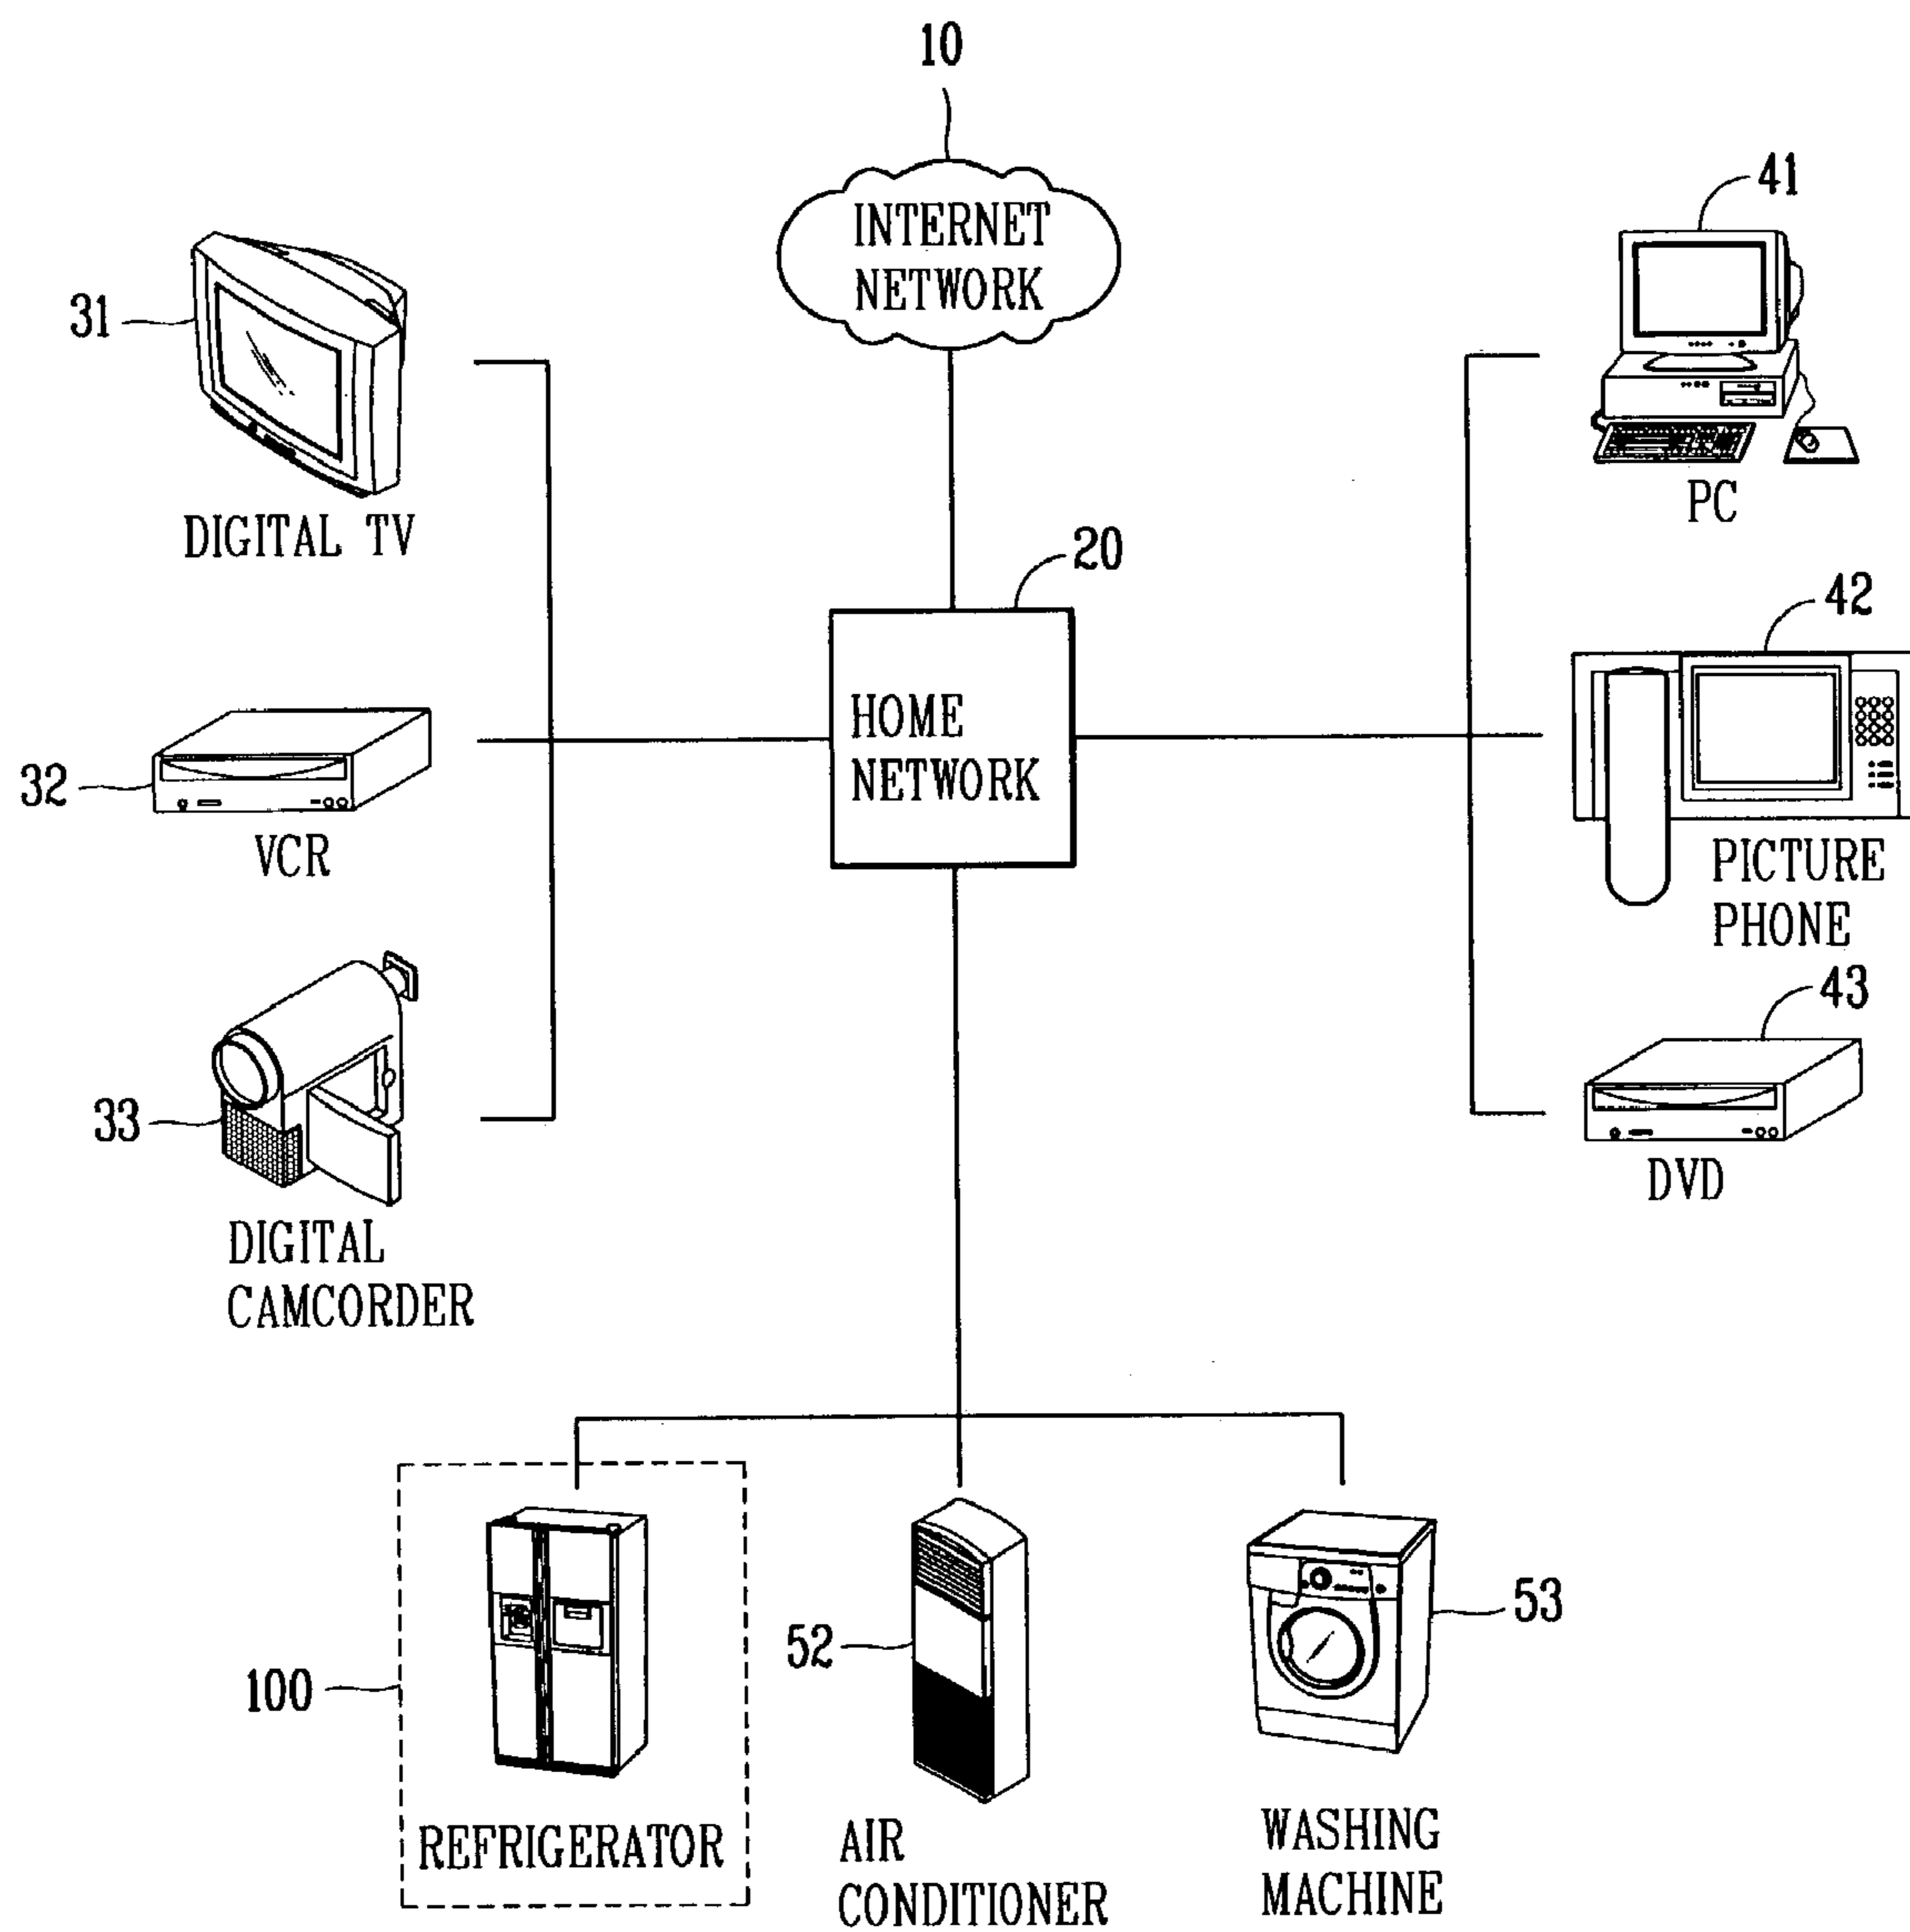 10
INTERNET
NETWORK
41
31
PC
DIGITAL TV
20
42
HOME
NETWORK
32
VCR
PICTURE
PHONE
43
33
DVD
DIGITAL
CAMCORDER
100
52
53
REFRIGERATOR
AIR
CONDITIONER
WASHING
MACHINE